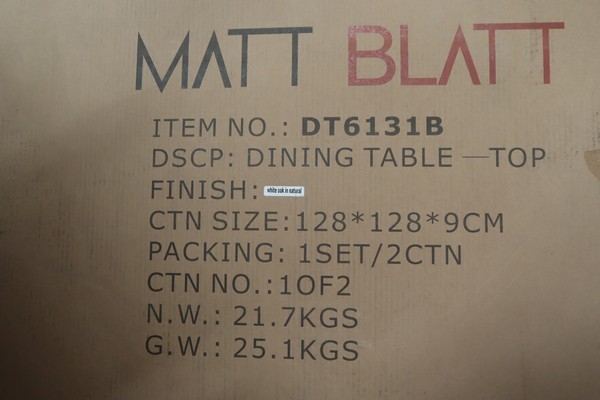 MATT BLATT
ITEM NO.: DT6131B
DSCP: DINING TABLE —TOP
FINISH: white oak in natural
CTN SIZE:128*128*9CM
PACKING: 1SET/2CTN
CTN NO.:1OF2
N.W.: 21.7KGS
G.W.: 25.1KGS